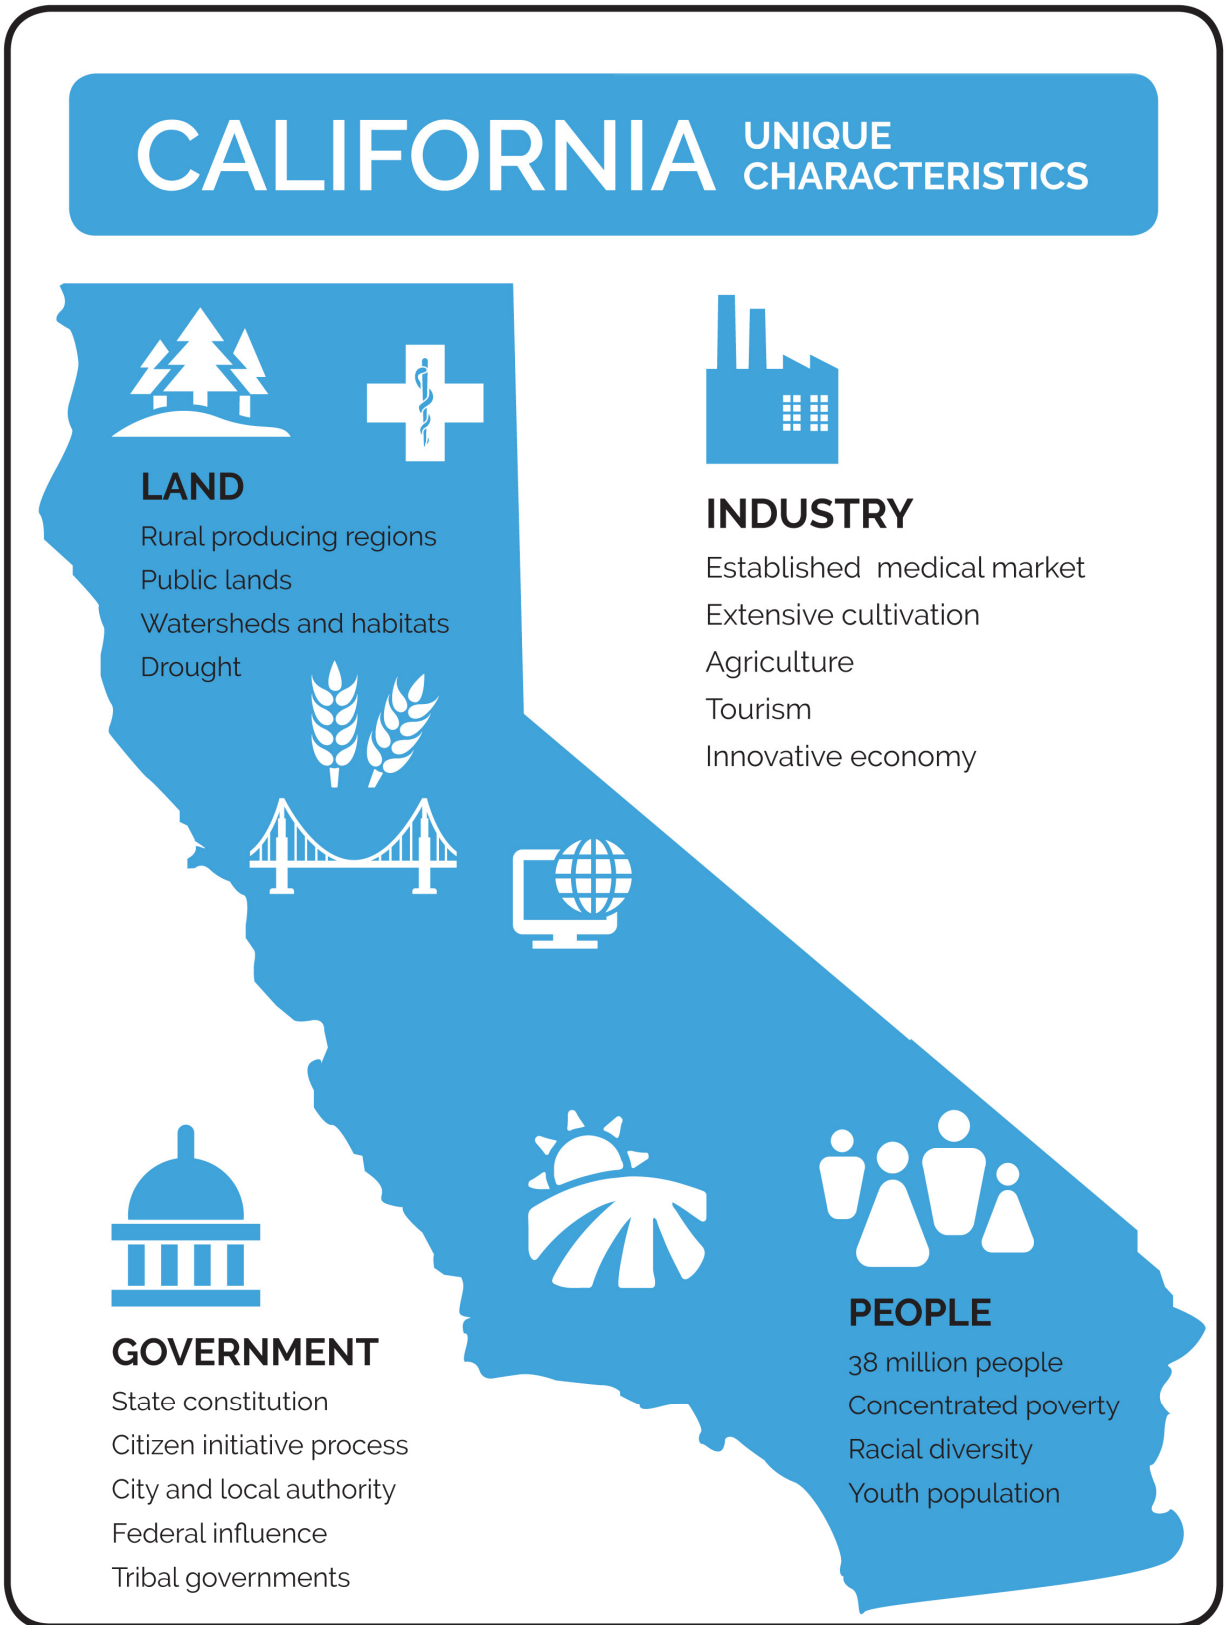 CALIFORNIA
UNIQUE
CHARACTERISTICS
LAND
Rural producing regions
Public lands
Watersheds and habitats
Drought
INDUSTRY
Established medical market
Extensive cultivation
Agriculture
Tourism
Innovative economy
GOVERNMENT
State constitution
Citizen initiative process
City and local authority
Federal influence
Tribal governments
PEOPLE
38 million people
Concentrated poverty
Racial diversity
Youth population